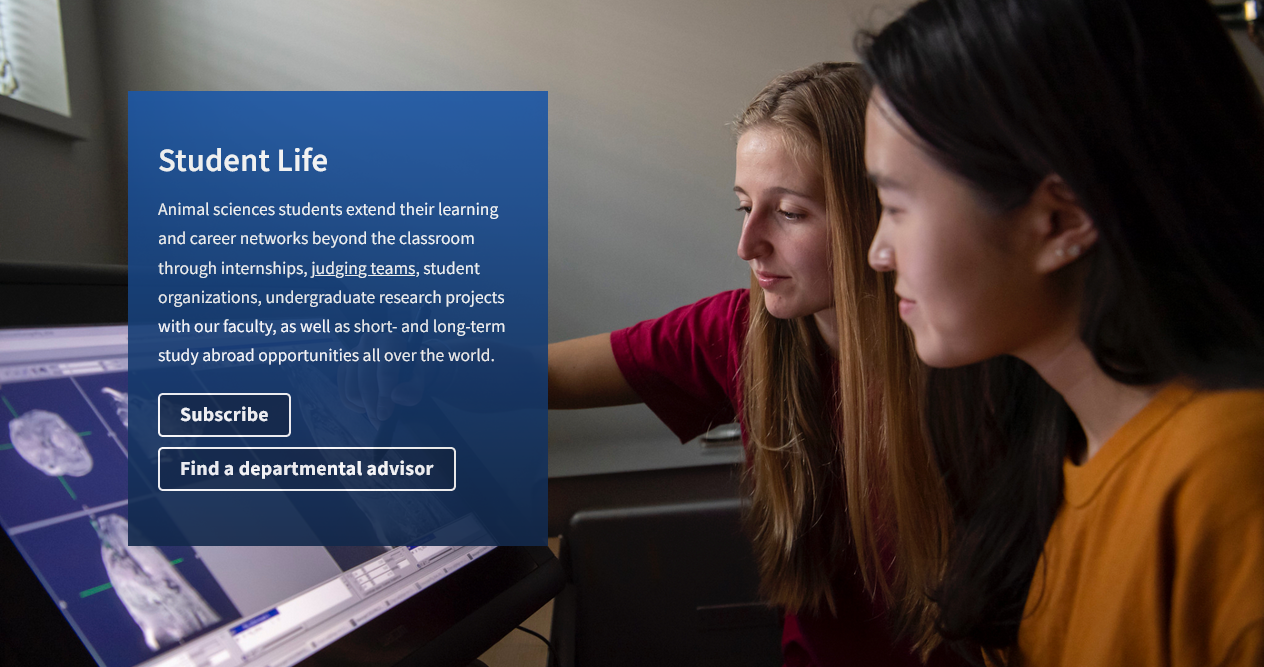 Student Life
Animal sciences students extend their learning
and career networks beyond the classroom
through internships, judging teams, student
organizations, undergraduate research projects
with our faculty, as well as short- and long-term
study abroad opportunities all over the world.
Subscribe
Find a departmental advisor